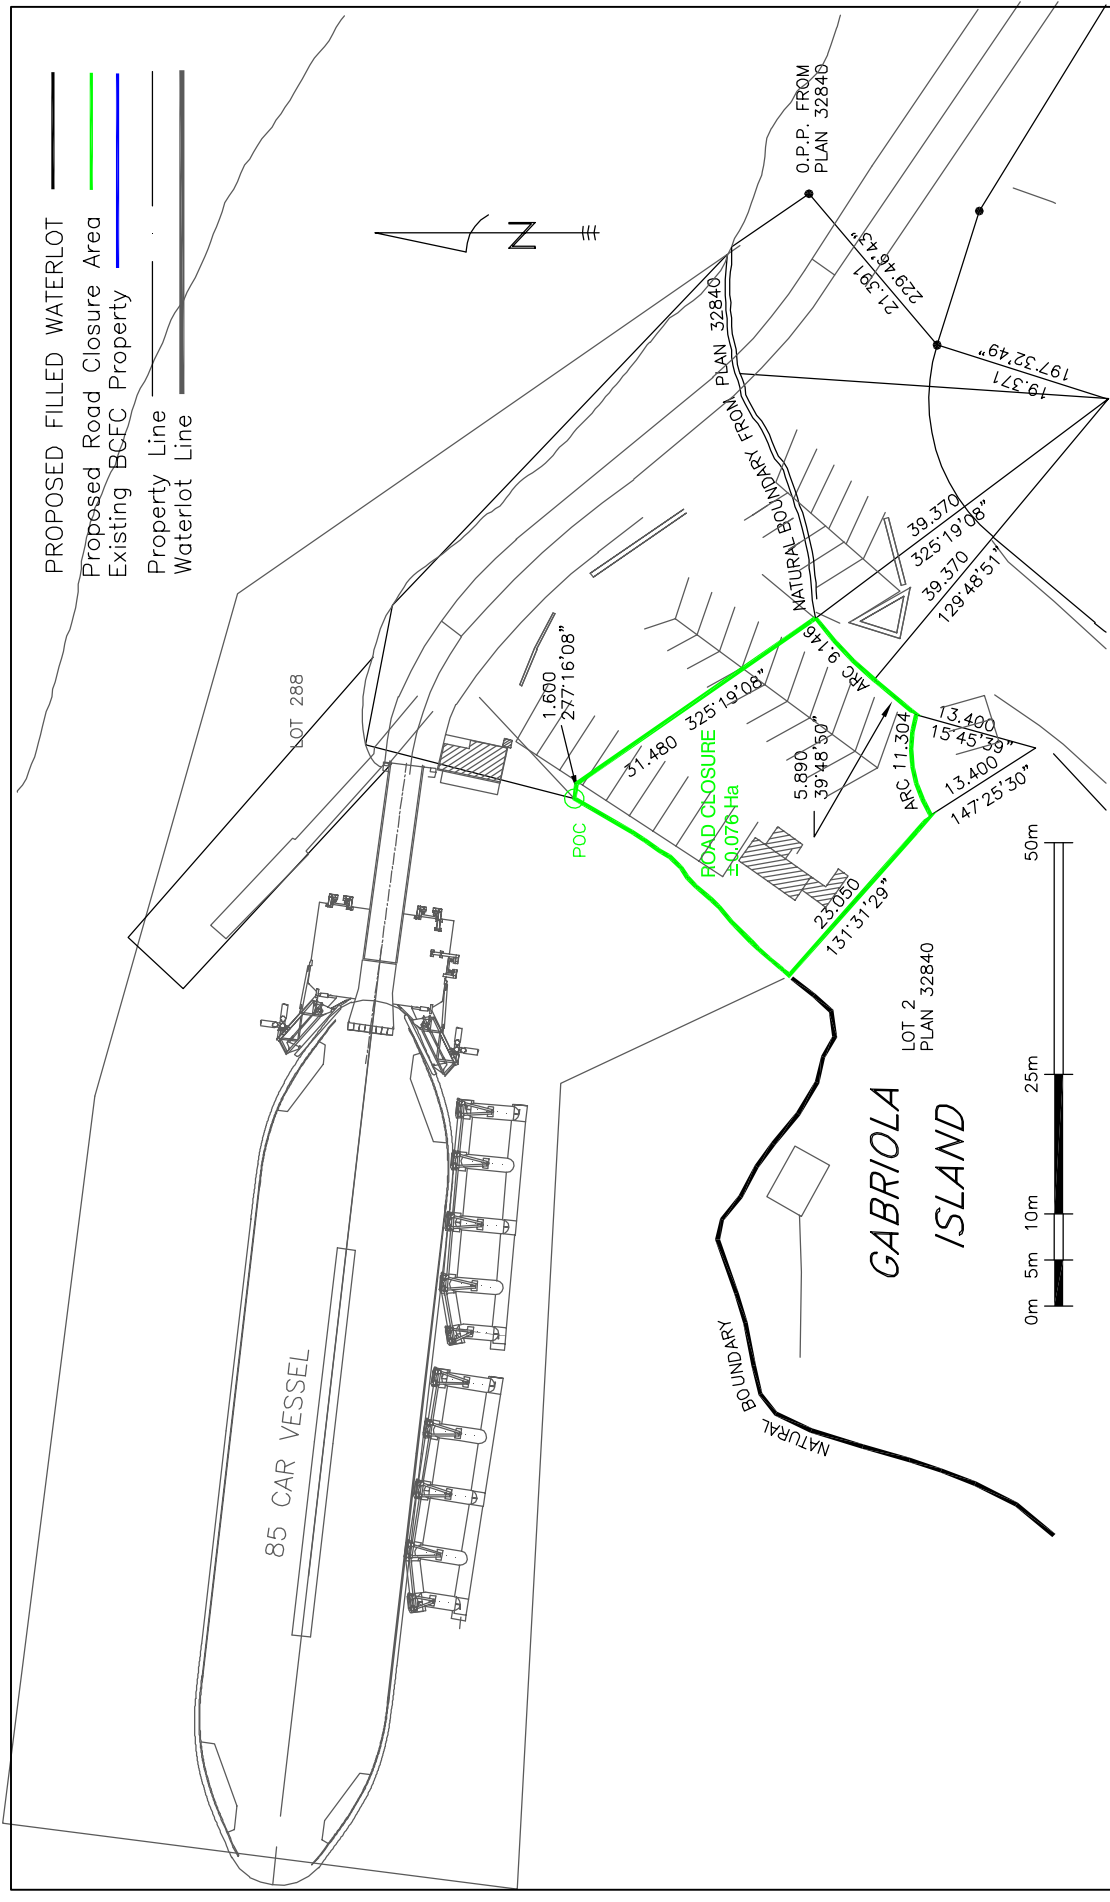 PROPOSED FILLED WATERLOT
Proposed Road Closure Area
Existing BCFC Property
Property Line
Waterlot Line
O.P.P. FROM
PLAN 32840
N
LOT 288
NATURAL BOUNDARY FROM PLAN 32840
21.391
229°46'43"
19.371
197°32'49"
39.370
325°19'08"
39.370
129°48'51"
1.600
277°16'08"
POC
31.480 325°19'08"
ARC 9.146
ROAD CLOSURE
±0.076 Ha
5.890
39°48'50"
ARC 11.304
13.400
15°45'39"
13.400
147°25'30"
23.050
131°31'29"
LOT 2
PLAN 32840
GABRIOLA
ISLAND
85 CAR VESSEL
NATURAL BOUNDARY
0m 5m 10m 25m 50m